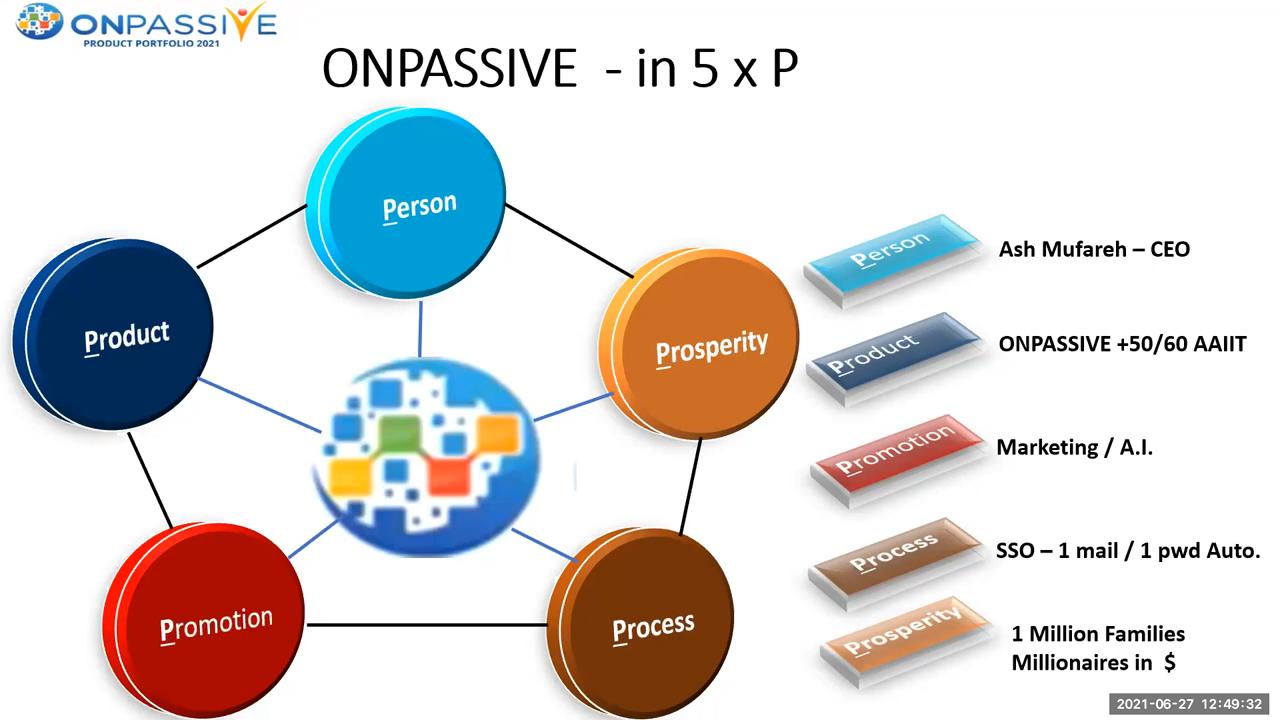 ONPASSIVE
PRODUCT PORTFOLIO 2021
ONPASSIVE - in 5 x P
Person
Product
Prosperity
Promotion
Process
Person
Ash Mufareh – CEO
Product
ONPASSIVE +50/60 AAIIT
Promotion
Marketing / A.I.
Process
SSO – 1 mail / 1 pwd Auto.
Prosperity
1 Million Families
Millionaires in $
2021-06-27 12:49:32